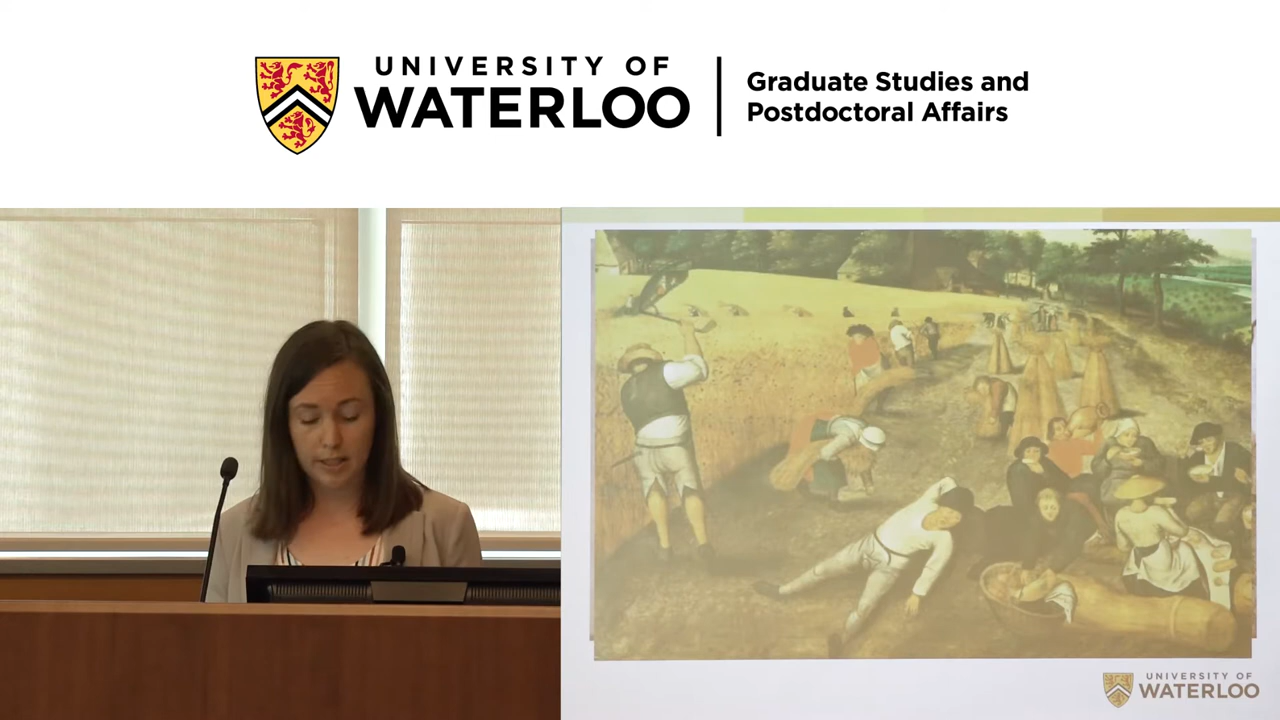 UNIVERSITY OF
WATERLOO
Graduate Studies and
Postdoctoral Affairs
UNIVERSITY OF
WATERLOO